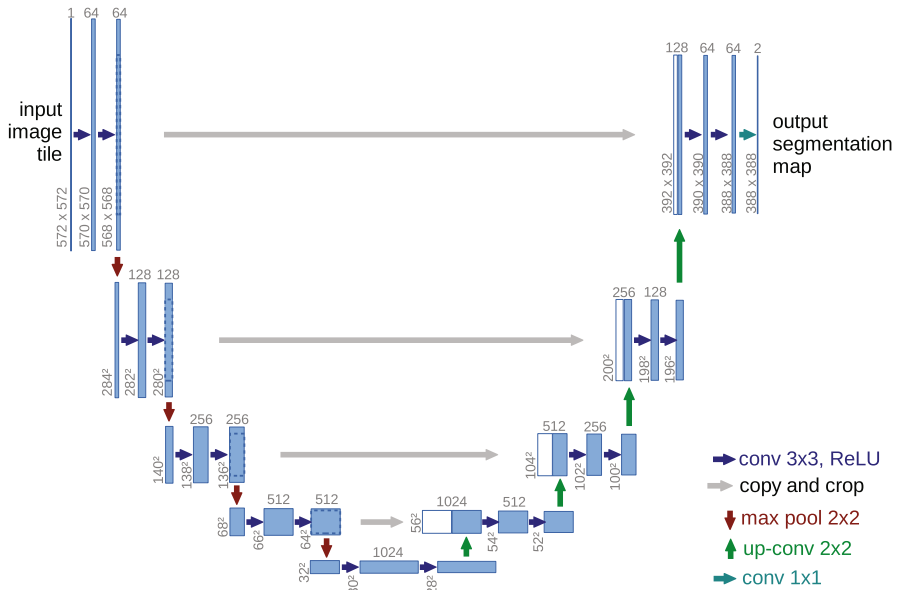 1 64 64
input
image
tile
572 x 572
570 x 570
568 x 568
128 64 64 2
output
segmentation
map
392 x 392
390 x 390
388 x 388
388 x 388
128 128
284²
282²
280²
256 128
200²
198²
196²
256 256
140²
138²
136²
512 256
104²
102²
100²
512 512
68²
66²
64²
1024 512
56²
54²
52²
1024
32²
conv 3x3, ReLU
copy and crop
max pool 2x2
up-conv 2x2
conv 1x1